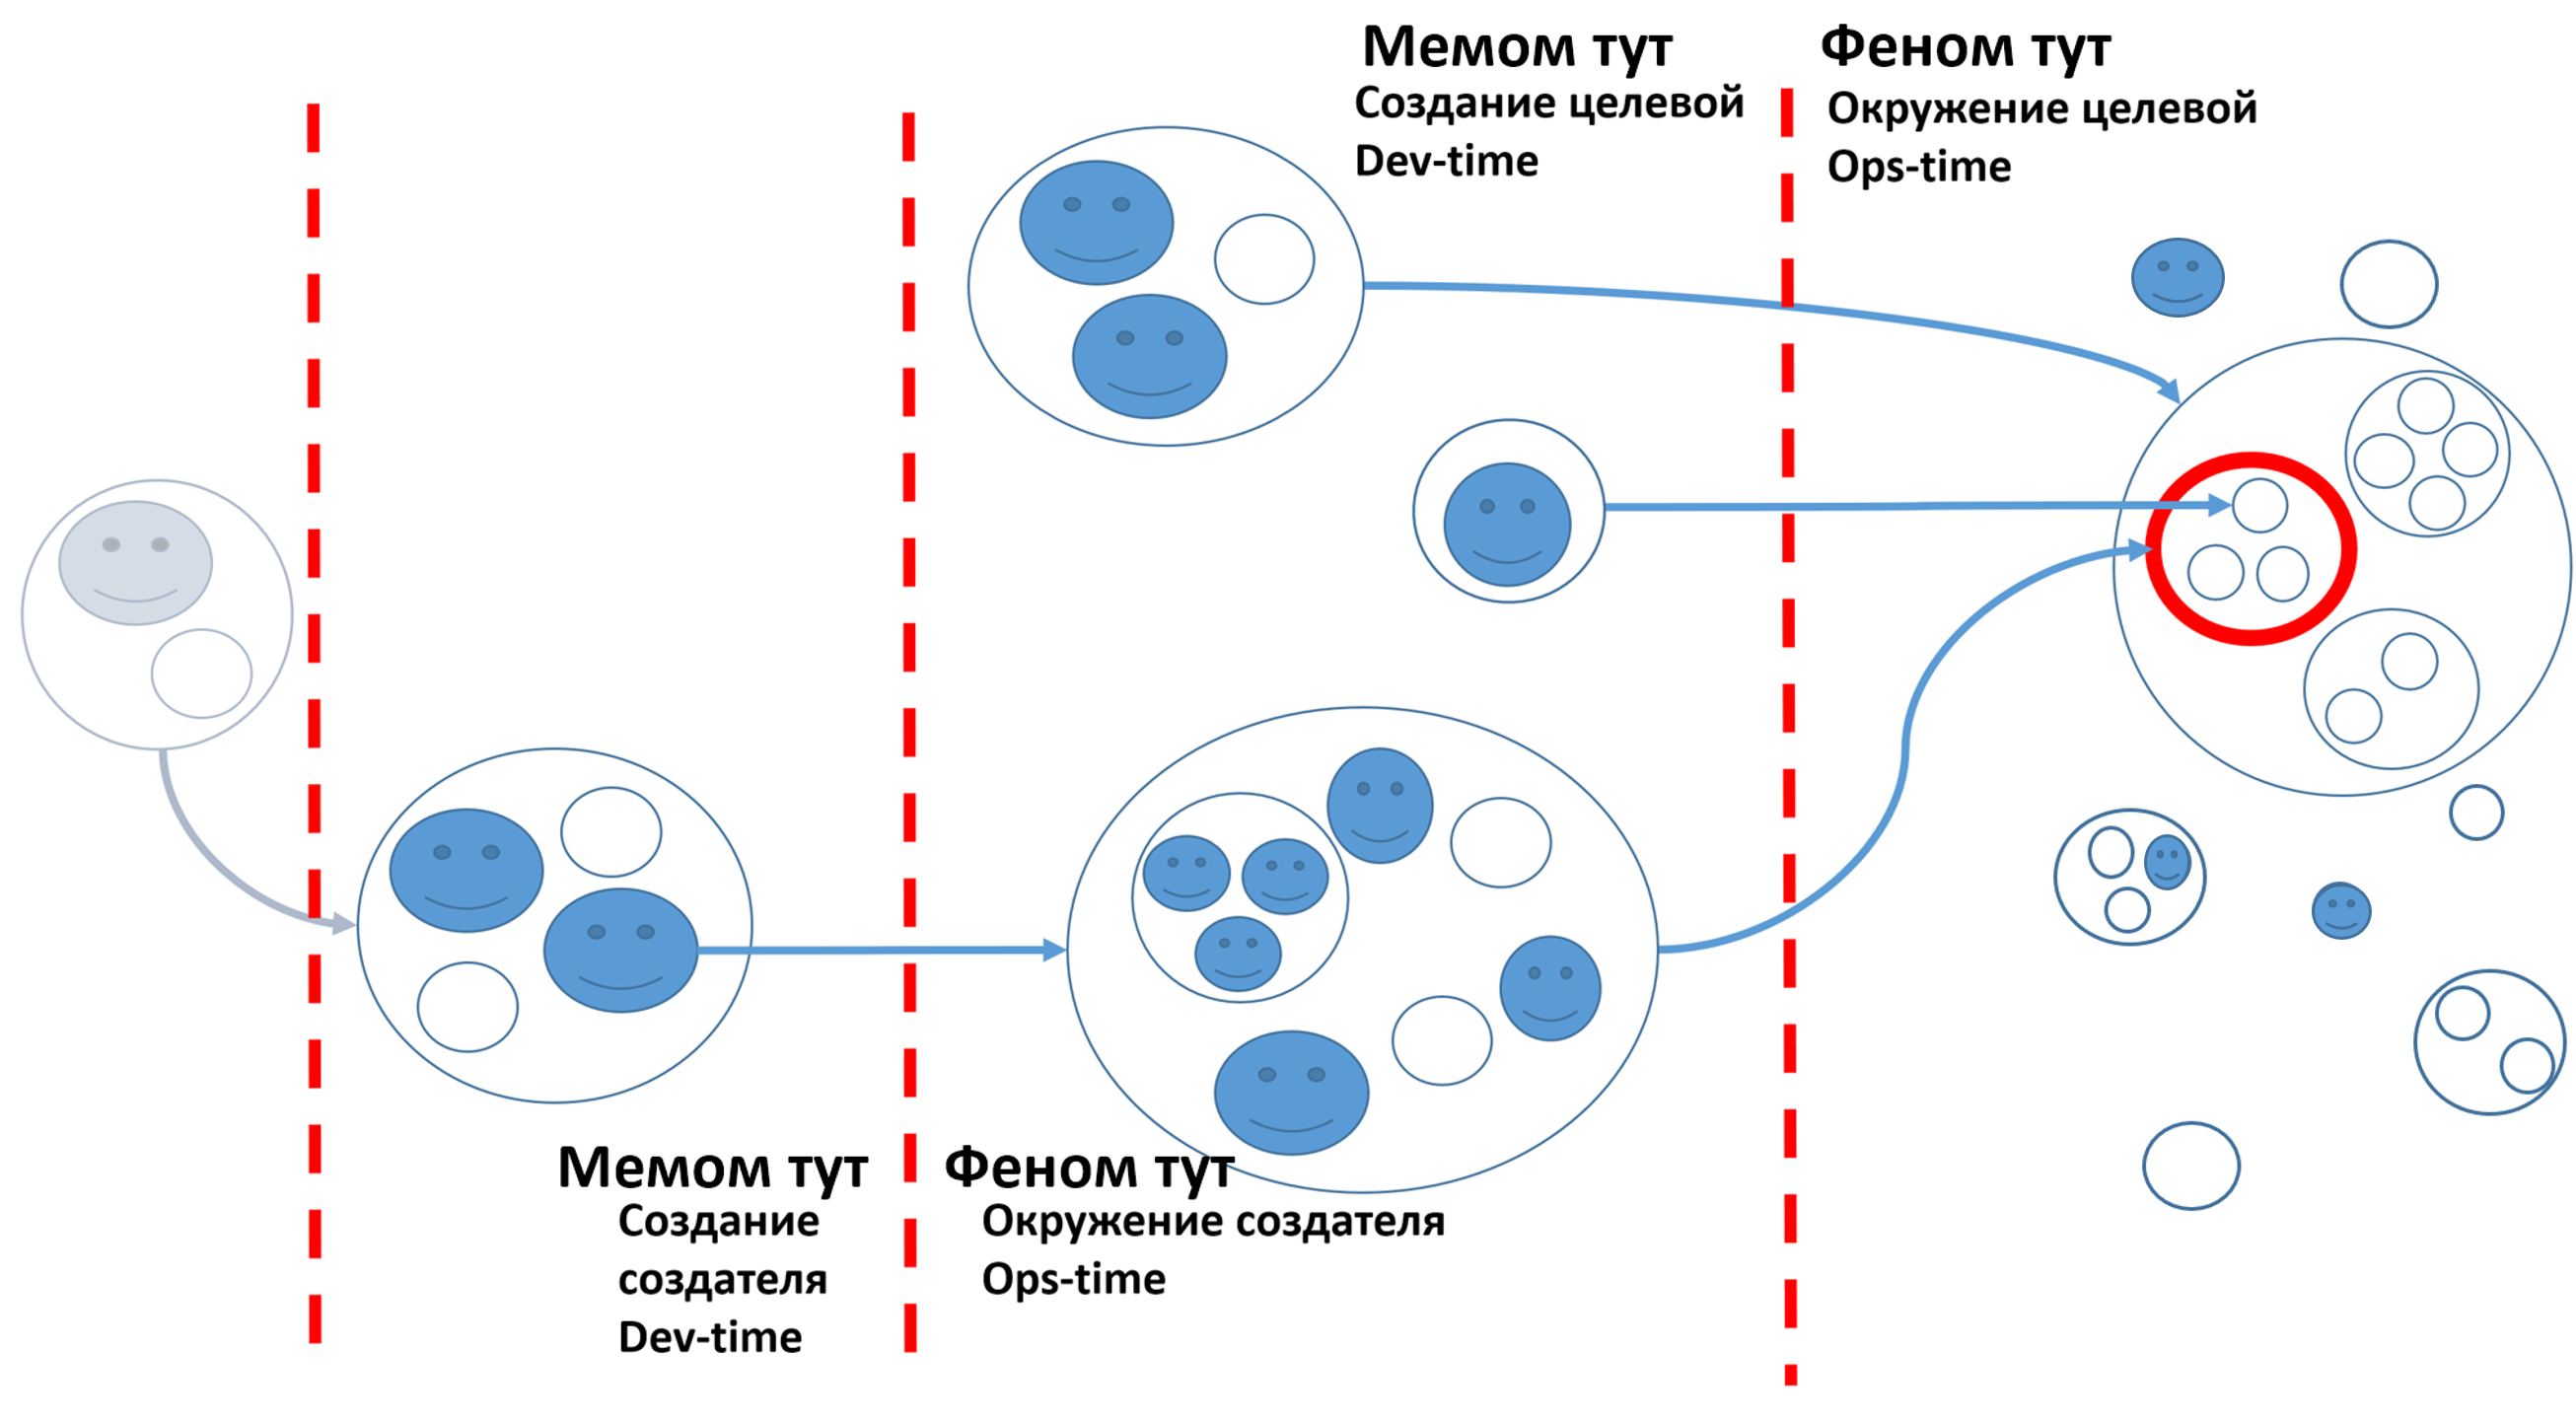 Мемом тут
Создание целевой
Dev-time
Феном тут
Окружение целевой
Ops-time
Мемом тут
Создание
создателя
Dev-time
Феном тут
Окружение создателя
Ops-time